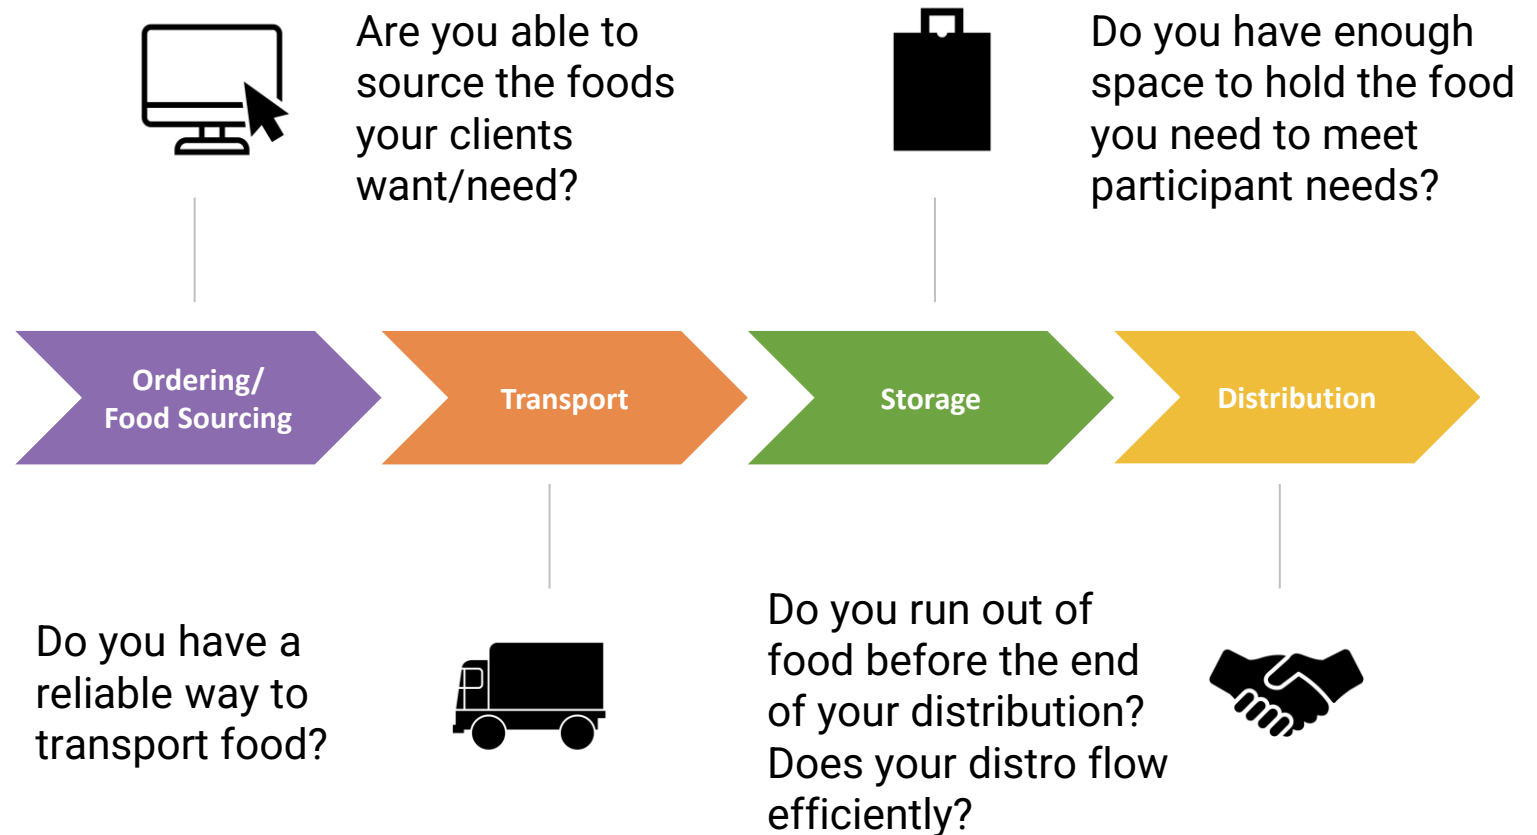 Are you able to
source the foods
your clients
want/need?
Do you have enough
space to hold the food
you need to meet
participant needs?
Ordering/
Food Sourcing
Transport
Storage
Distribution
Do you have a
reliable way to
transport food?
Do you run out of
food before the end
of your distribution?
Does your distro flow
efficiently?